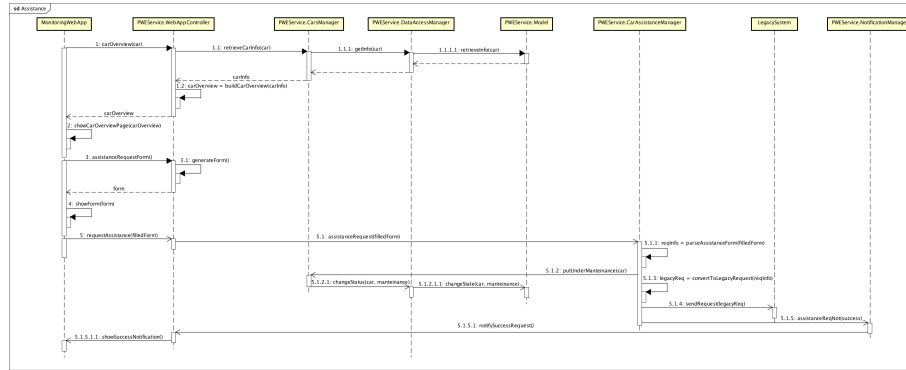 sd Assistance
MonitoringWebApp
PWEService.WebAppController
PWEService.CarsManager
PWEService.DataAccessManager
PWEService.Model
PWEService.CarAssistanceManager
LegacySystem
PWEService.NotificationManager
1: carOverview(car)
1.1: retrieveCarInfo(car)
1.1.1: getInfo(car)
1.1.1.1: retrieveInfo(car)
carInfo
1.2: carOverview = buildCarOverview(carInfo)
carOverview
2: showCarOverviewPage(carOverview)
3: assistanceRequestForm()
3.1: generateForm()
form
4: showForm(form)
5: requestAssistance(filledForm)
5.1: assistanceRequest(filledForm)
5.1.1: reqInfo = parseAssistanceForm(filledForm)
5.1.2: putUnderManteinance(car)
5.1.2.1: changeStatus(car, manteinance)
5.1.2.1.1: changeState(car, manteinance)
5.1.3: legacyReq = convertToLegacyRequest(reqInfo)
5.1.4: sendRequest(legacyReq)
5.1.5: assistanceReqNot(success)
5.1.5.1: notifySuccessRequest()
5.1.5.1.1: showSuccessNotification()